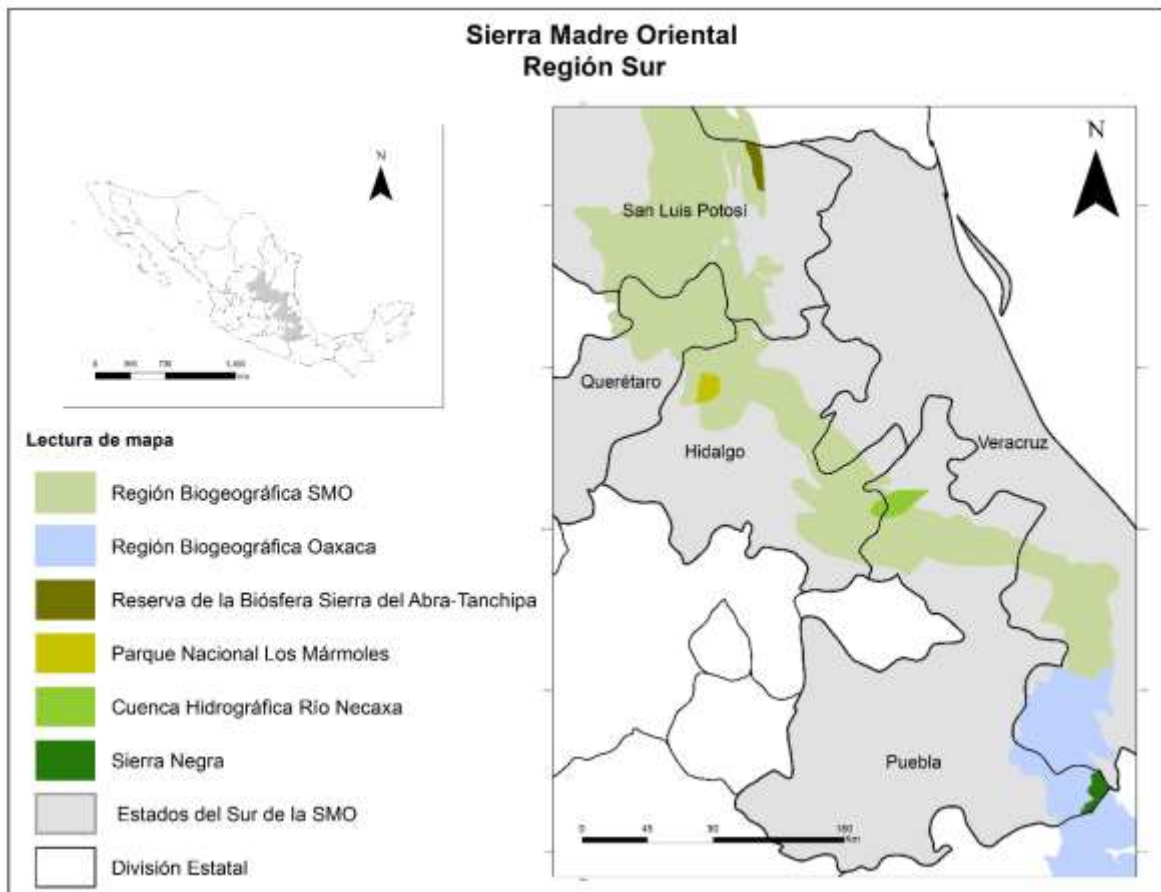 Sierra Madre Oriental
Región Sur
N
N
San Luis Potosí
Querétaro
Hidalgo
Veracruz
Puebla
0
Lectura de mapa
Región Biogeográfica SMO
Región Biogeográfica Oaxaca
Reserva de la Biósfera Sierra del Abra-Tanchipa
Parque Nacional Los Mármoles
Cuenca Hidrográfica Río Necaxa
Sierra Negra
Estados del Sur de la SMO
División Estatal
0 45 90 180
Km